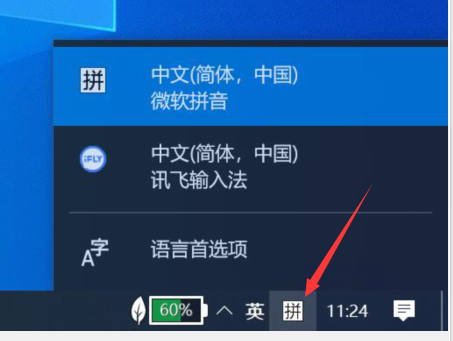 拼 中文(简体，中国)
微软拼音
iFLY 中文(简体，中国)
讯飞输入法
A字 语言首选项
60% 英 拼 11:24